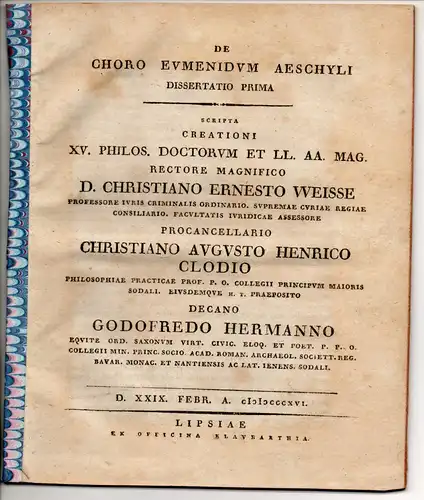 DE
CHORO EVMENIDVM AESCHYLI
DISSERTATIO PRIMA
SCRIPTA
CREATIONI
XV. PHILOS. DOCTORVM ET LL. AA. MAG.
RECTORE MAGNIFICO
D. CHRISTIANO ERNESTO WEISSE
PROFESSORE IVRIS CRIMINALIS ORDINARIO. SVPREMAE CVRIAE REGIAE
CONSILIARIO. FACVLTATIS IVRIDICAE ASSESSORE
PROCANCELLARIO
CHRISTIANO AVGVSTO HENRICO
CLODIO
PHILOSOPHIAE PRACTICAE PROF. P. O. COLLEGII PRINCIPVM MAIORIS
SODALI. EIVSDEMQVE H. T. PRAEPOSITO
DECANO
GODOFREDO HERMANNO
EQVITE ORD. SAXONVM VIRT. CIVIC. ELOQ. ET POET. P. P. O.
COLLEGII MIN. PRINC. SOCIO. ACAD. ROMAN. ARCHAEOL. SOCIETT. REG.
BAVAR. MONAC. ET NANTIENSIS AC LAT. IENENS. SODALI.
D. XXIX. FEBR. A. cIↃIↃccccxvi.
LIPSIAE
EX OFFICINA KLAVBARTHIA.